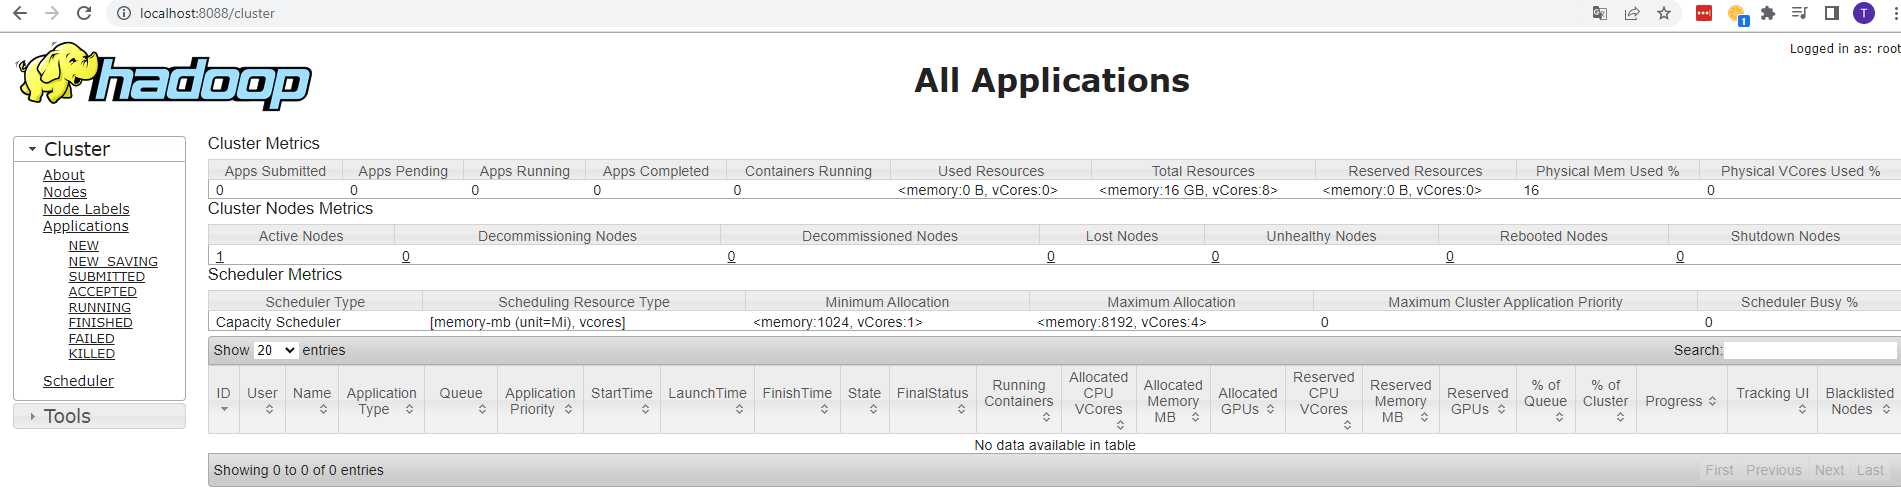 localhost:8088/cluster
1
T
Logged in as: root
hadoop
All Applications
Cluster
About
Nodes
Node Labels
Applications
NEW
NEW_SAVING
SUBMITTED
ACCEPTED
RUNNING
FINISHED
FAILED
KILLED
Scheduler
Tools
Cluster Metrics
Apps Submitted Apps Pending Apps Running Apps Completed Containers Running Used Resources Total Resources Reserved Resources Physical Mem Used % Physical VCores Used %
0 0 0 0 0 <memory:0 B, vCores:0> <memory:16 GB, vCores:8> <memory:0 B, vCores:0> 16 0
Cluster Nodes Metrics
Active Nodes Decommissioning Nodes Decommissioned Nodes Lost Nodes Unhealthy Nodes Rebooted Nodes Shutdown Nodes
1 0 0 0 0 0 0
Scheduler Metrics
Scheduler Type Scheduling Resource Type Minimum Allocation Maximum Allocation Maximum Cluster Application Priority Scheduler Busy %
Capacity Scheduler [memory-mb (unit=Mi), vcores] <memory:1024, vCores:1> <memory:8192, vCores:4> 0 0
Show 20 entries Search:
ID User Name Application Type Queue Application Priority StartTime LaunchTime FinishTime State FinalStatus Running Containers Allocated CPU VCores Allocated Memory MB Allocated GPUs Reserved CPU VCores Reserved Memory MB Reserved GPUs % of Queue % of Cluster Progress Tracking UI Blacklisted Nodes
No data available in table
Showing 0 to 0 of 0 entries First Previous Next Last